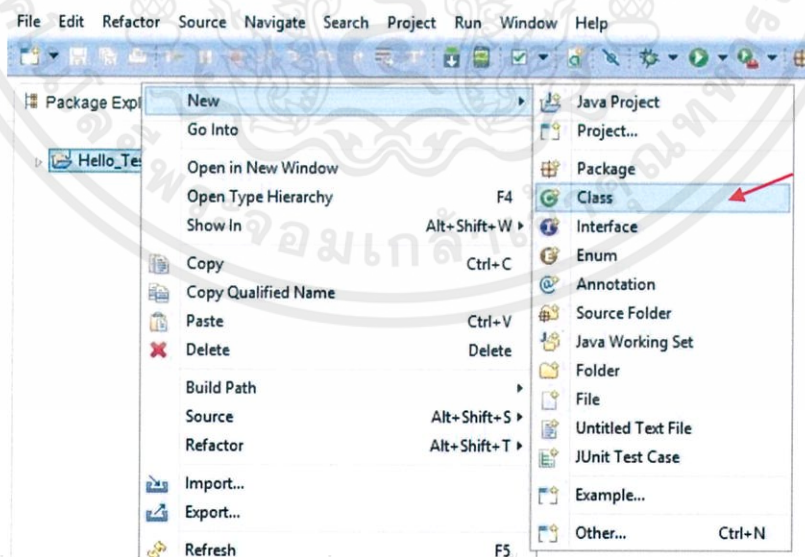 File Edit Refactor Source Navigate Search Project Run Window Help
Package Expl
Hello_Te
New
Go Into
Open in New Window
Open Type Hierarchy F4
Show In Alt+Shift+W
Copy Ctrl+C
Copy Qualified Name
Paste Ctrl+V
Delete Delete
Build Path
Source Alt+Shift+S
Refactor Alt+Shift+T
Import...
Export...
Refresh F5
Java Project
Project...
Package
Class
Interface
Enum
Annotation
Source Folder
Java Working Set
Folder
File
Untitled Text File
JUnit Test Case
Example...
Other... Ctrl+N